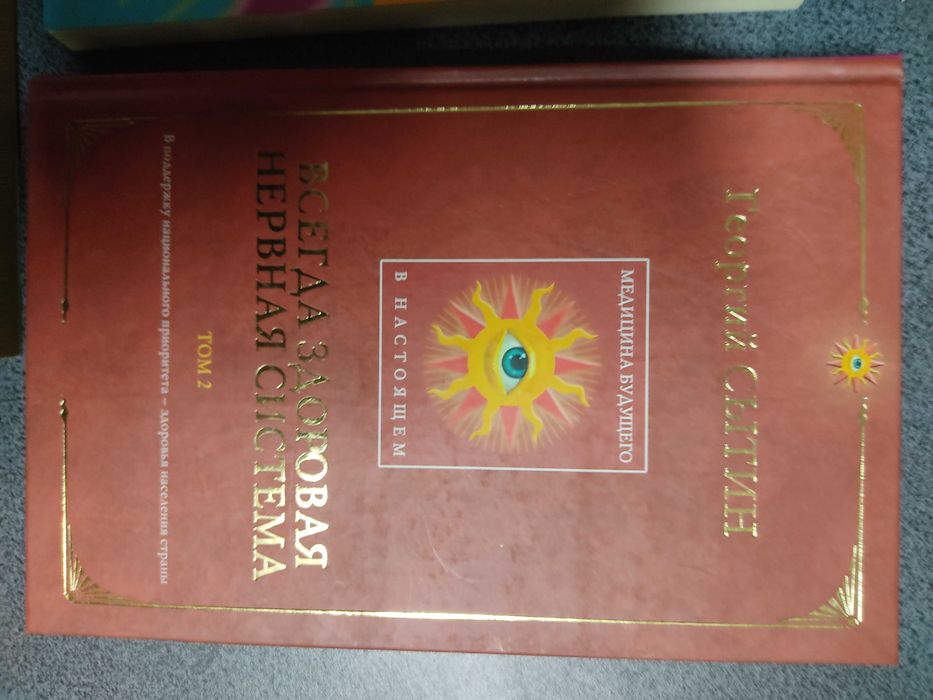 Георгий СЫТИН
МЕДИЦИНА БУДУЩЕГО
В НАСТОЯЩЕМ
ВСЕГДА ЗДОРОВАЯ
НЕРВНАЯ СИСТЕМА
ТОМ 2
В поддержку национального приоритета – здоровья населения страны